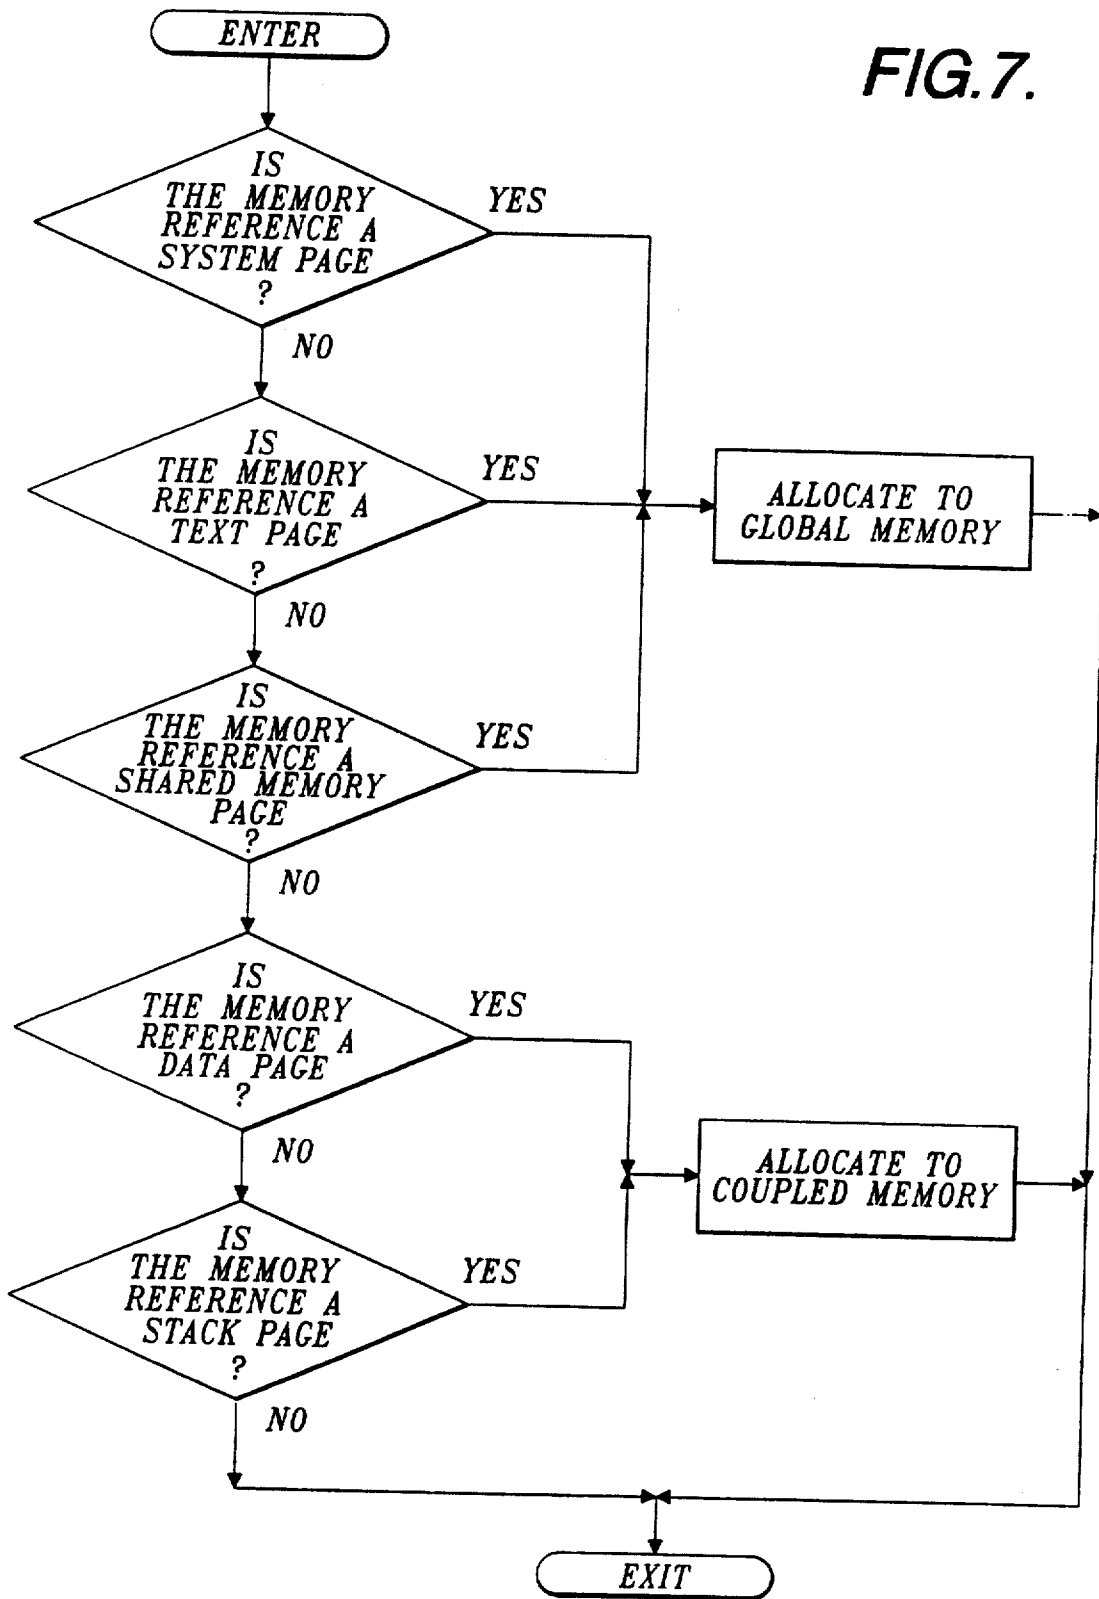 ENTER
FIG.7.
IS
THE MEMORY
REFERENCE A
SYSTEM PAGE
?
YES
NO
IS
THE MEMORY
REFERENCE A
TEXT PAGE
?
YES
NO
ALLOCATE TO
GLOBAL MEMORY
IS
THE MEMORY
REFERENCE A
SHARED MEMORY
PAGE
?
YES
NO
IS
THE MEMORY
REFERENCE A
DATA PAGE
?
YES
NO
ALLOCATE TO
COUPLED MEMORY
IS
THE MEMORY
REFERENCE A
STACK PAGE
?
YES
NO
EXIT